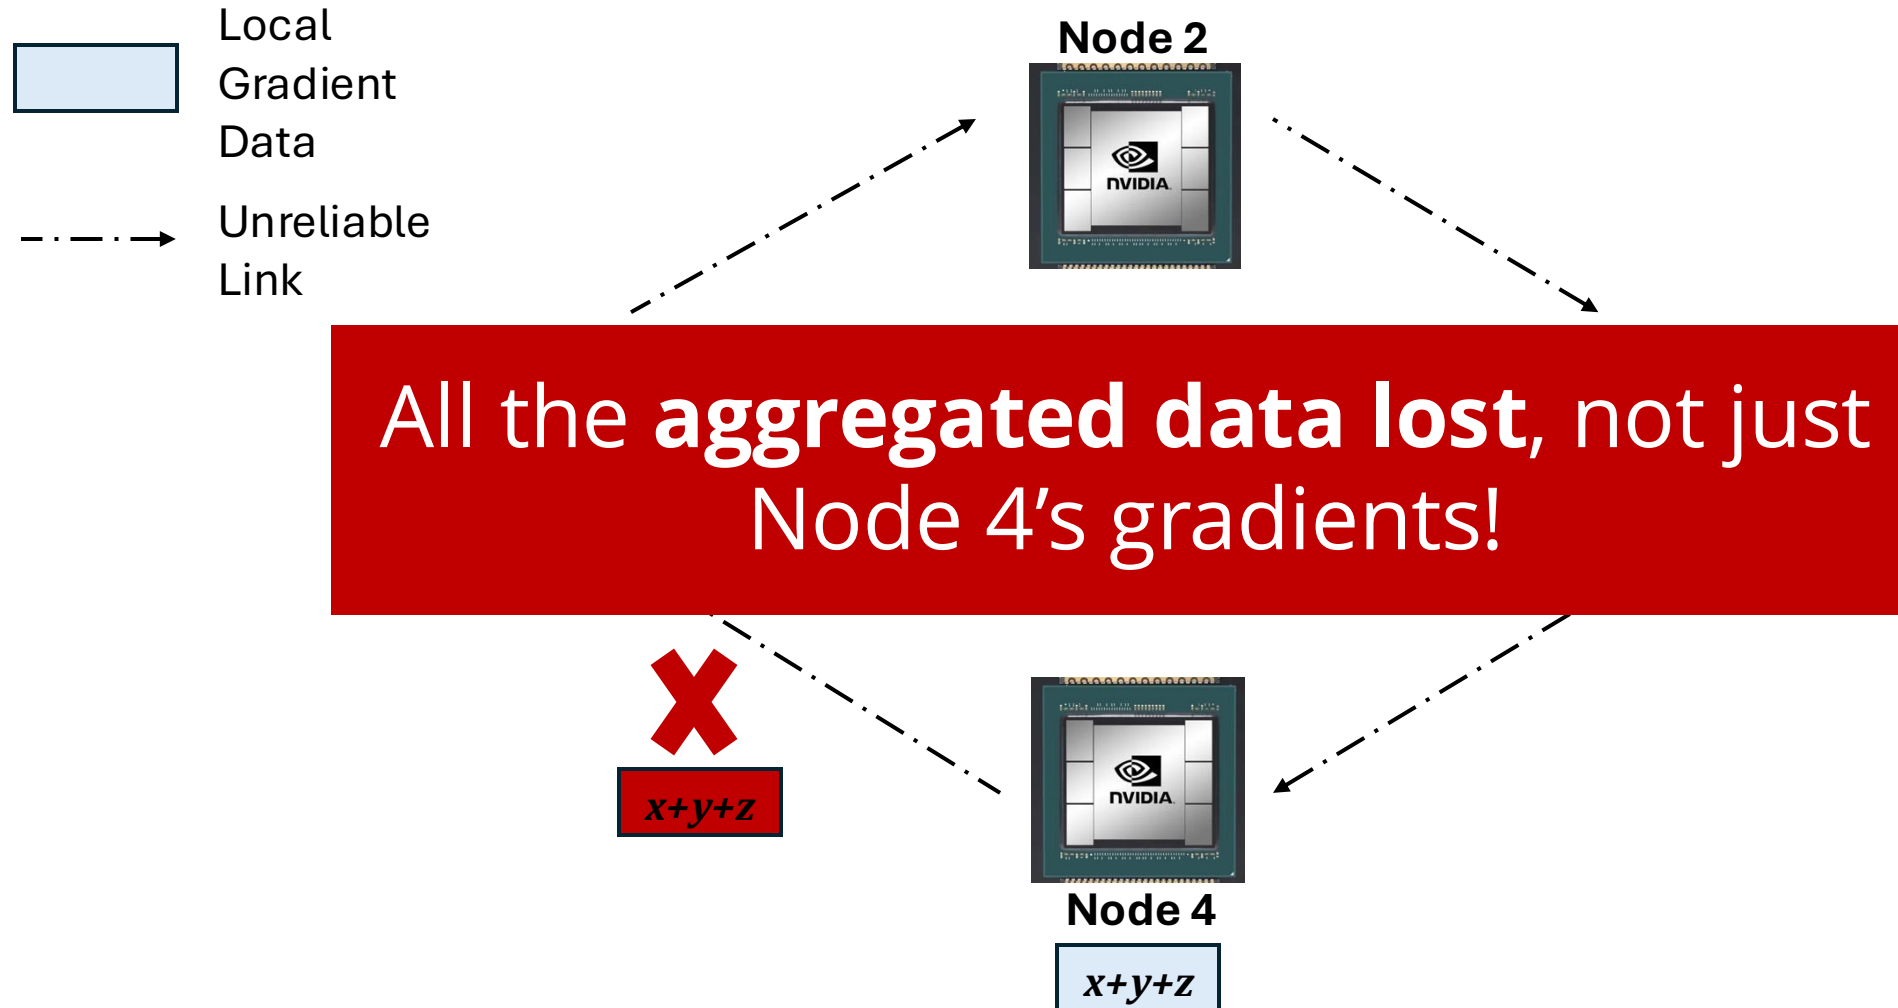 Local
Gradient
Data
Unreliable
Link
Node 2
NVIDIA
All the aggregated data lost, not just
Node 4’s gradients!
x+y+z
NVIDIA
Node 4
x+y+z